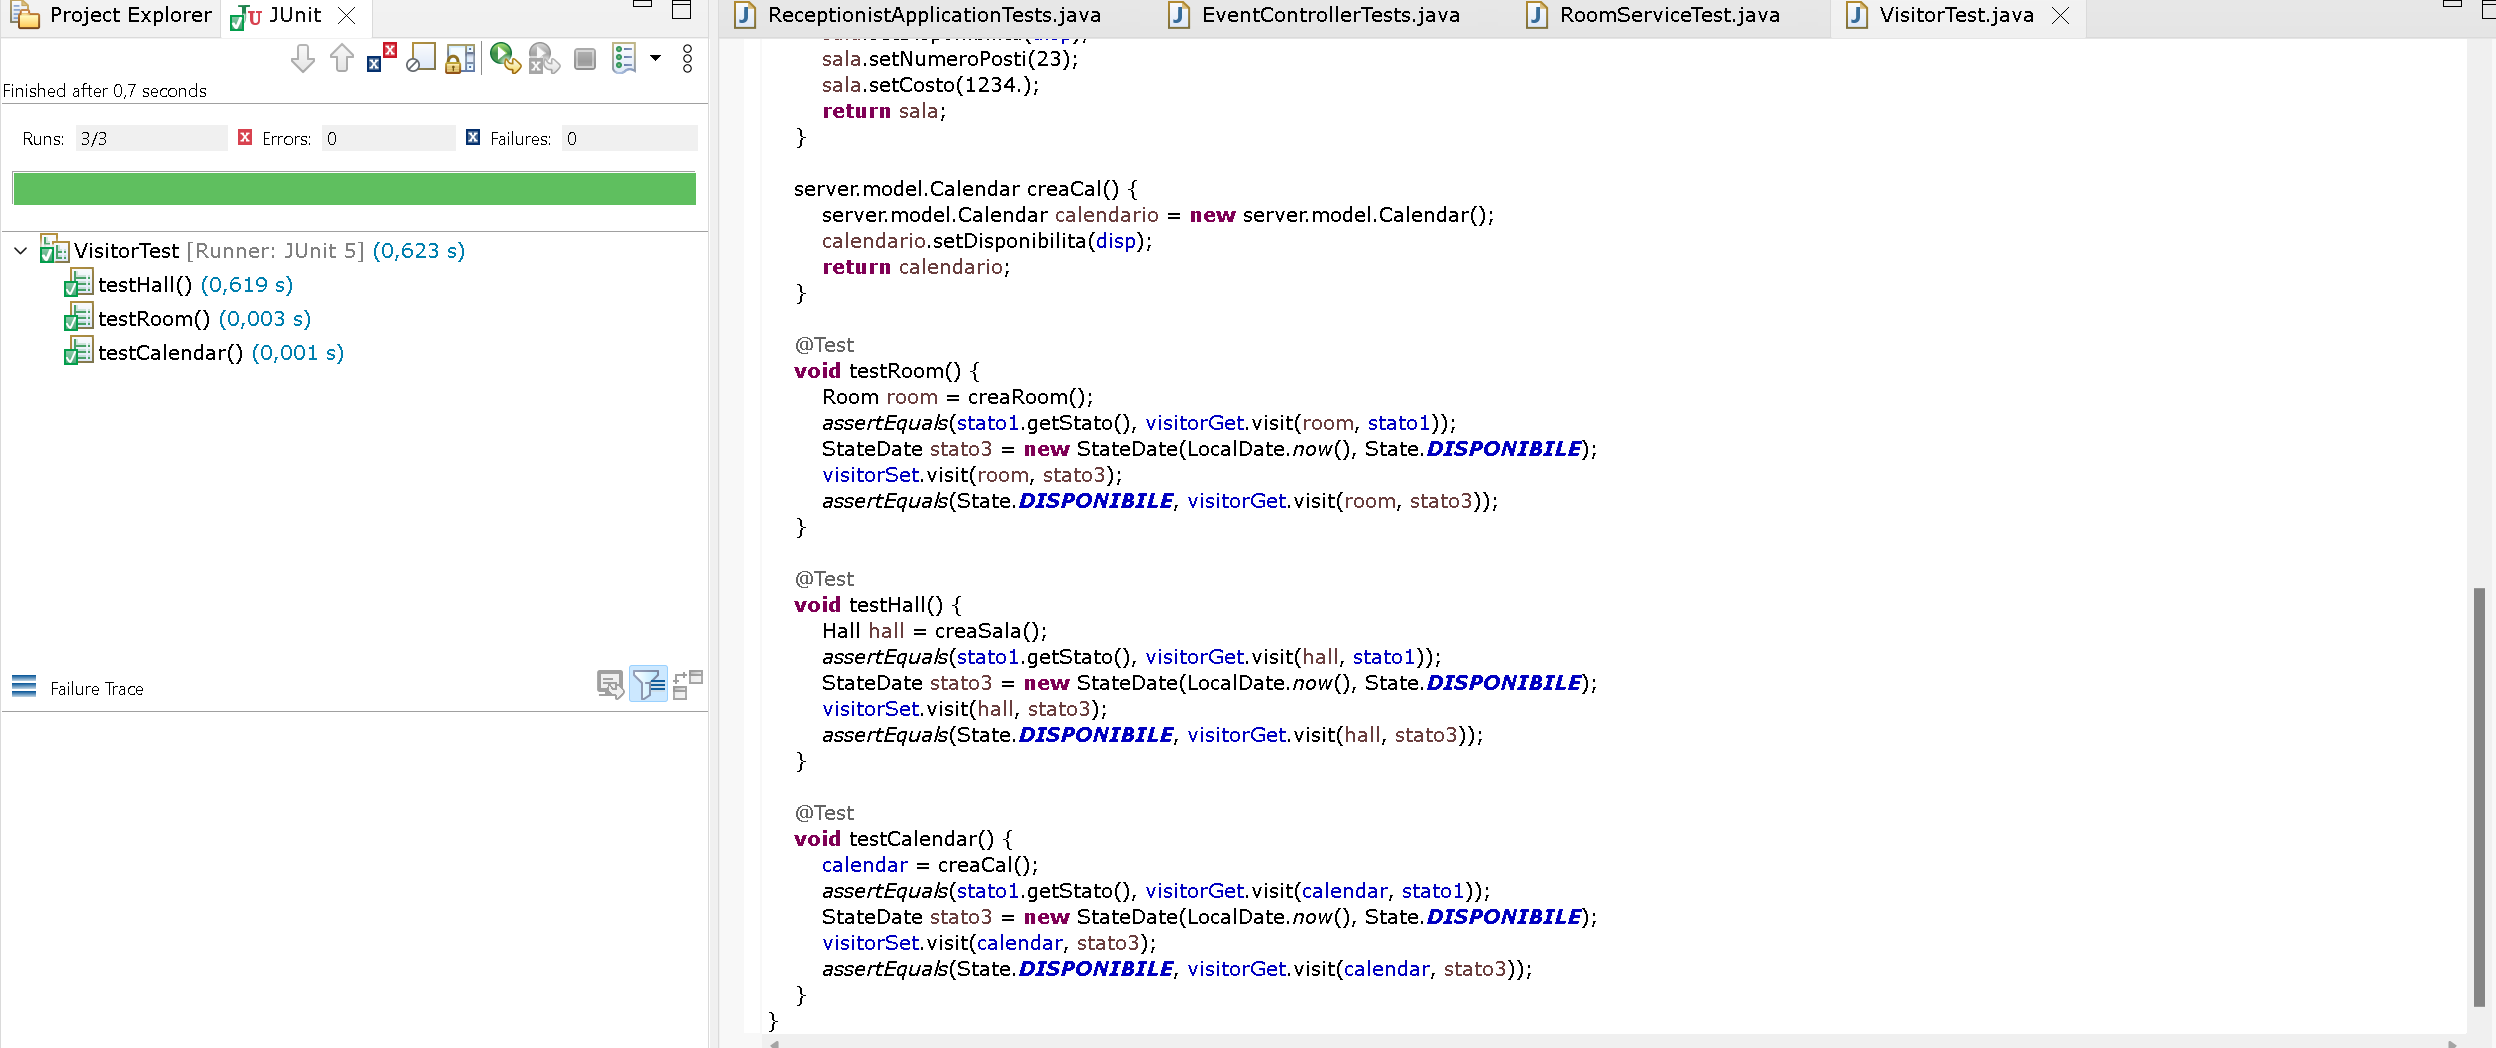 Project Explorer
JUnit
Finished after 0,7 seconds
Runs: 3/3
Errors: 0
Failures: 0
VisitorTest [Runner: JUnit 5] (0,623 s)
testHall() (0,619 s)
testRoom() (0,003 s)
testCalendar() (0,001 s)
Failure Trace
ReceptionistApplicationTests.java
EventControllerTests.java
RoomServiceTest.java
VisitorTest.java
sala.setNumeroPosti(23);
sala.setCosto(1234.);
return sala;
}
server.model.Calendar creaCal() {
server.model.Calendar calendario = new server.model.Calendar();
calendario.setDisponibilita(disp);
return calendario;
}
@Test
void testRoom() {
Room room = creaRoom();
assertEquals(stato1.getStato(), visitorGet.visit(room, stato1));
StateDate stato3 = new StateDate(LocalDate.now(), State.DISPONIBILE);
visitorSet.visit(room, stato3);
assertEquals(State.DISPONIBILE, visitorGet.visit(room, stato3));
}
@Test
void testHall() {
Hall hall = creaSala();
assertEquals(stato1.getStato(), visitorGet.visit(hall, stato1));
StateDate stato3 = new StateDate(LocalDate.now(), State.DISPONIBILE);
visitorSet.visit(hall, stato3);
assertEquals(State.DISPONIBILE, visitorGet.visit(hall, stato3));
}
@Test
void testCalendar() {
calendar = creaCal();
assertEquals(stato1.getStato(), visitorGet.visit(calendar, stato1));
StateDate stato3 = new StateDate(LocalDate.now(), State.DISPONIBILE);
visitorSet.visit(calendar, stato3);
assertEquals(State.DISPONIBILE, visitorGet.visit(calendar, stato3));
}
}